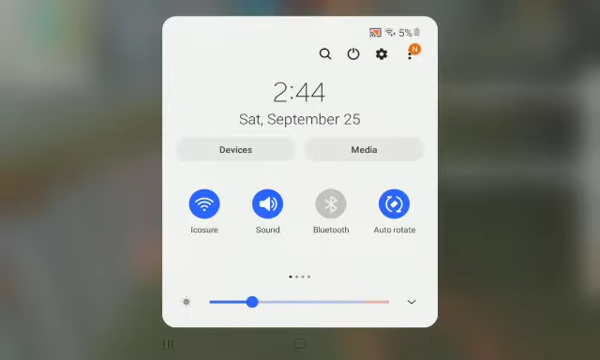 5%
N
2:44
Sat, September 25
Devices
Media
Icosure
Sound
Bluetooth
Auto rotate